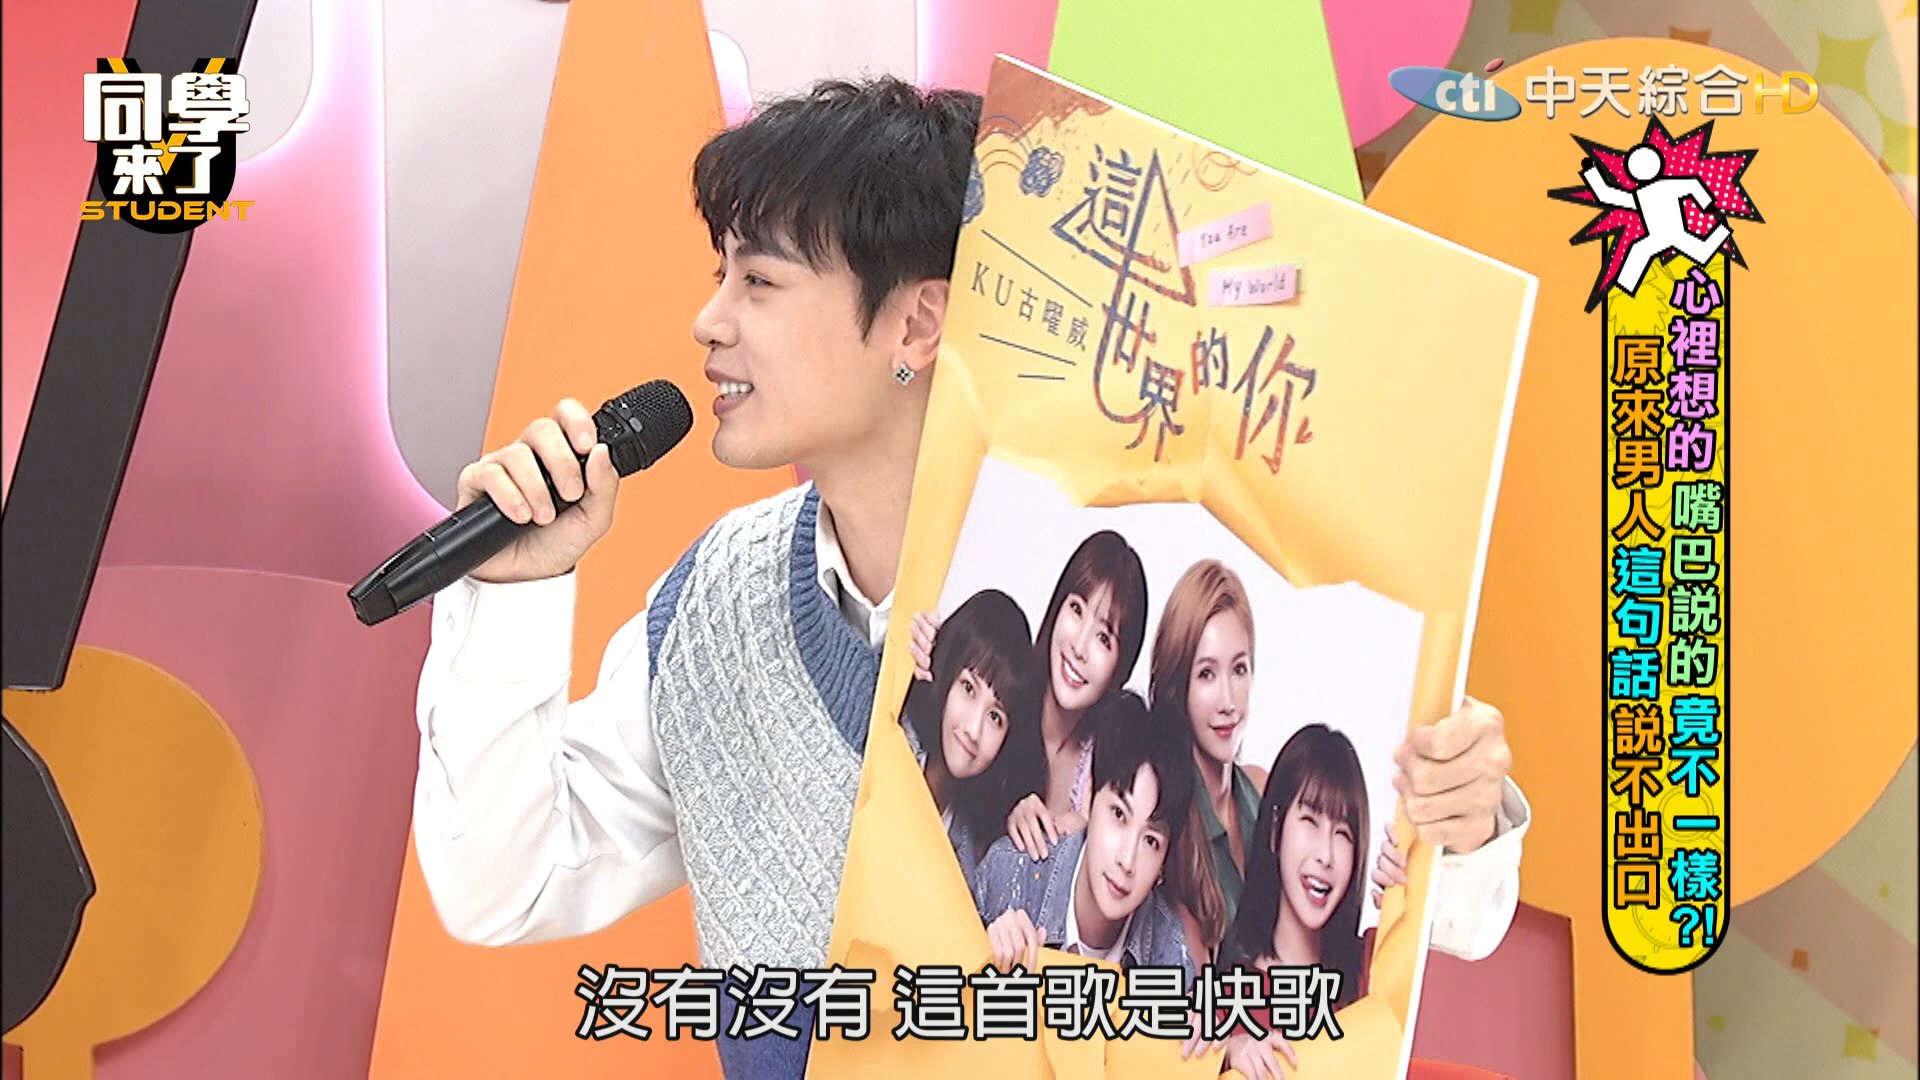 同學
來了
STUDENT
cti 中天綜合HD
心裡想的 嘴巴說的 竟不一樣?!
原來男人這句話說不出口
這世界的你
You Are
My World
KU古曜威
沒有沒有 這首歌是快歌